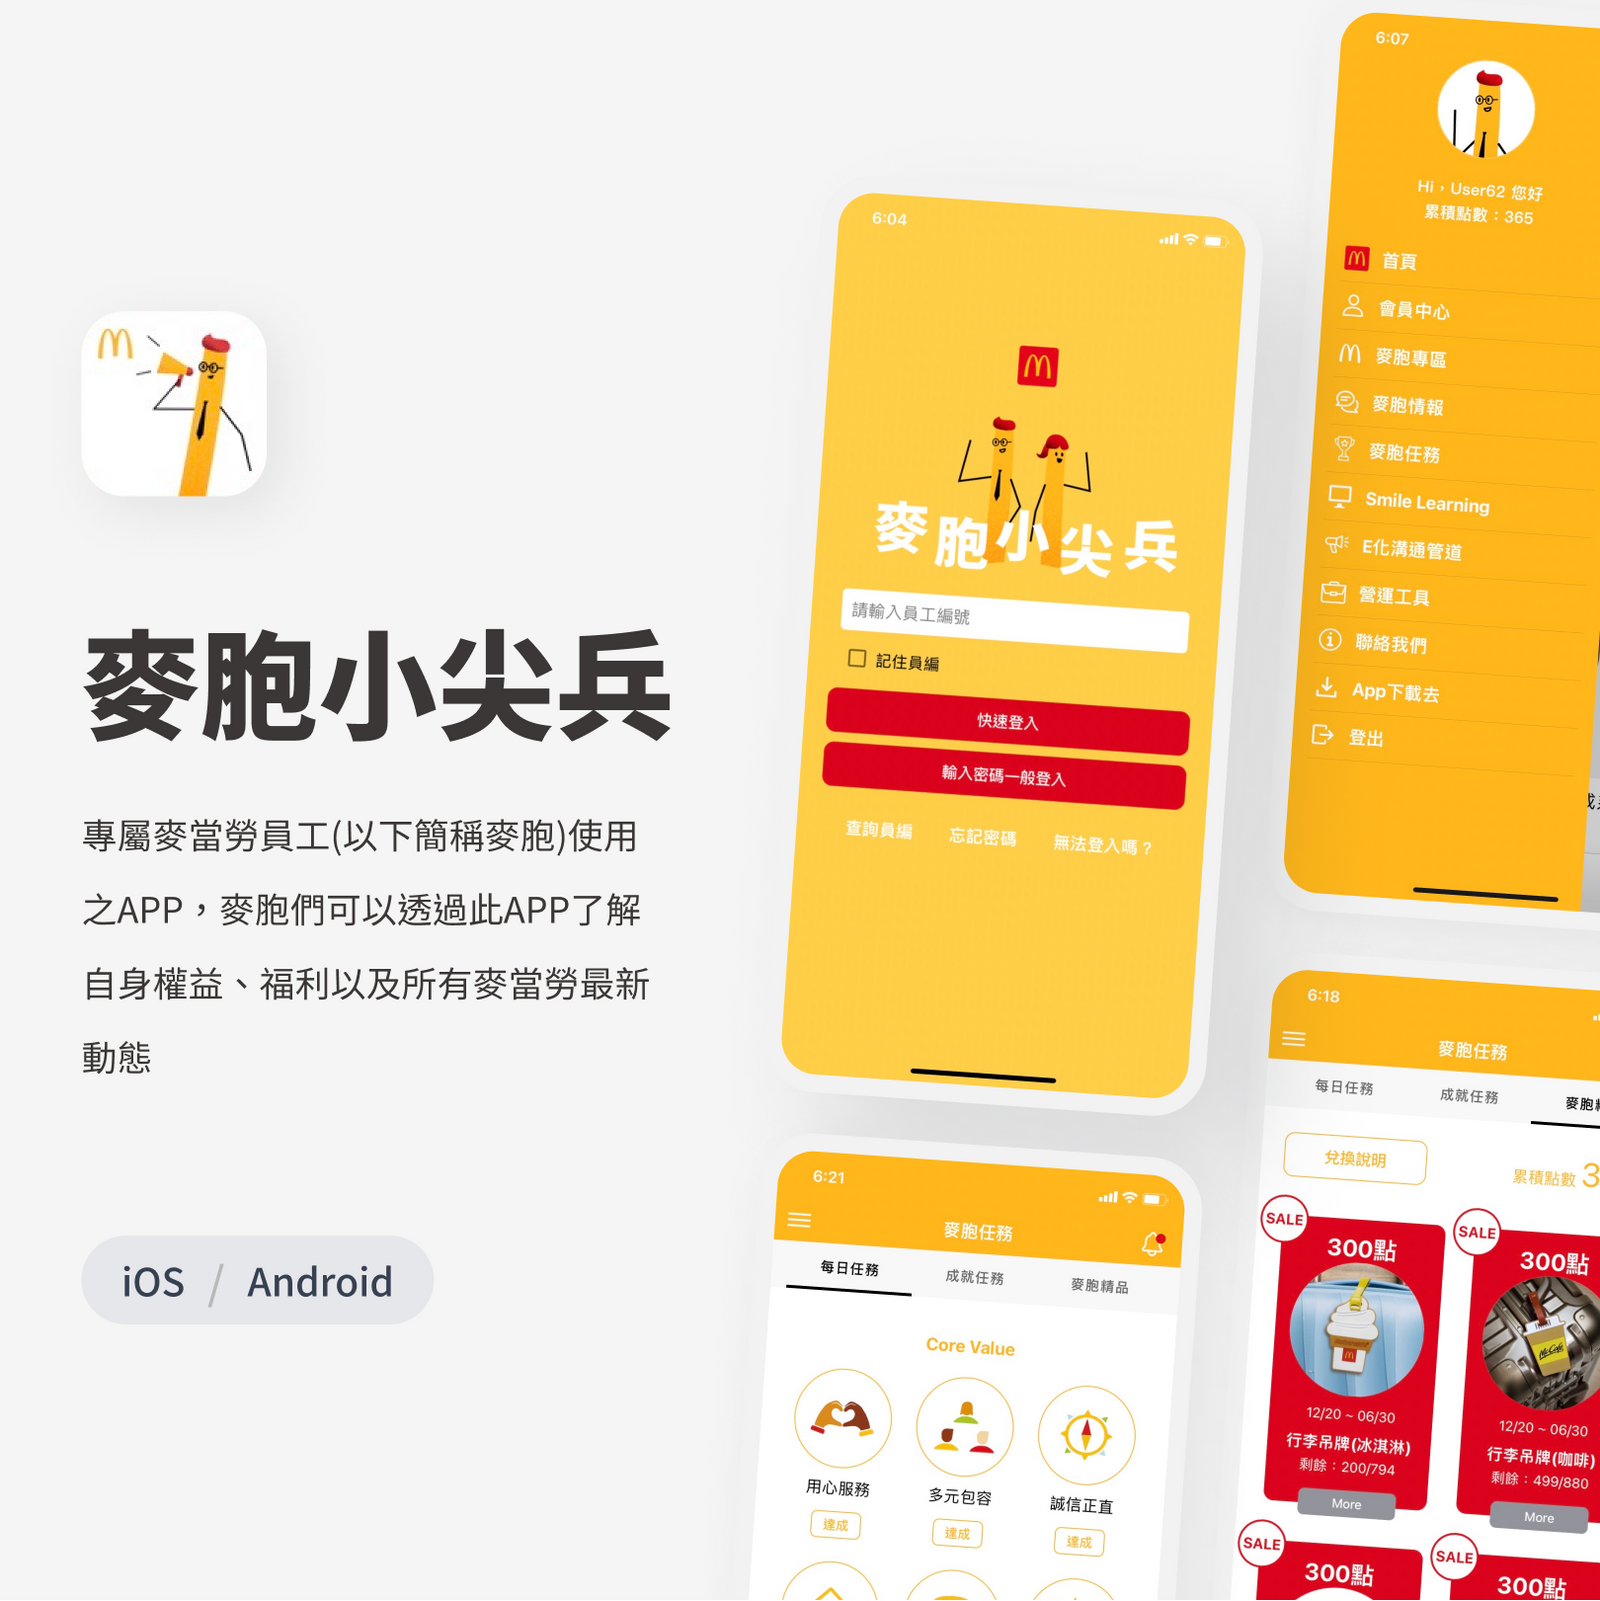 麥胞小尖兵
專屬麥當勞員工(以下簡稱麥胞)使用
之APP，麥胞們可以透過此APP了解
自身權益、福利以及所有麥當勞最新
動態
iOS / Android
6:04
麥胞小尖兵
請輸入員工編號
記住員編
快速登入
輸入密碼一般登入
查詢員編 忘記密碼 無法登入嗎？
6:07
Hi，User62 您好
累積點數：365
首頁
會員中心
麥胞專區
麥胞情報
麥胞任務
Smile Learning
E化溝通管道
營運工具
聯絡我們
App下載去
登出
6:21
麥胞任務
每日任務 成就任務 麥胞精品
Core Value
用心服務 多元包容 誠信正直
達成 達成 達成
6:18
麥胞任務
每日任務 成就任務 麥胞
兌換說明
累積點數 3
SALE
300點
12/20 ~ 06/30
行李吊牌(冰淇淋)
剩餘：200/794
More
SALE
300點
McCafé
12/20 ~ 06/30
行李吊牌(咖啡)
剩餘：499/880
More
SALE
300點
SALE
300點